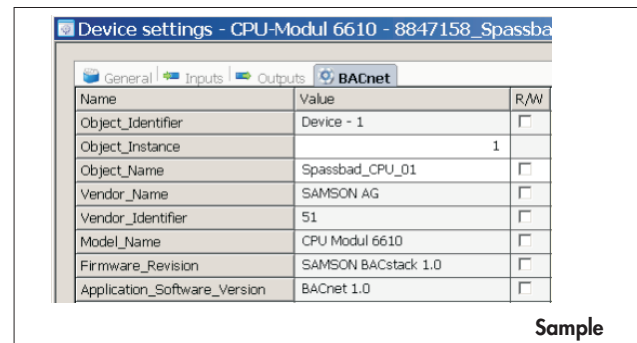 Device settings - CPU-Modul 6610 - 8847158_Spassba
General Inputs Outputs BACnet
Name Value R/W
Object_Identifier Device - 1
Object_Instance 1
Object_Name Spassbad_CPU_01
Vendor_Name SAMSON AG
Vendor_Identifier 51
Model_Name CPU Modul 6610
Firmware_Revision SAMSON BACstack 1.0
Application_Software_Version BACnet 1.0
Sample